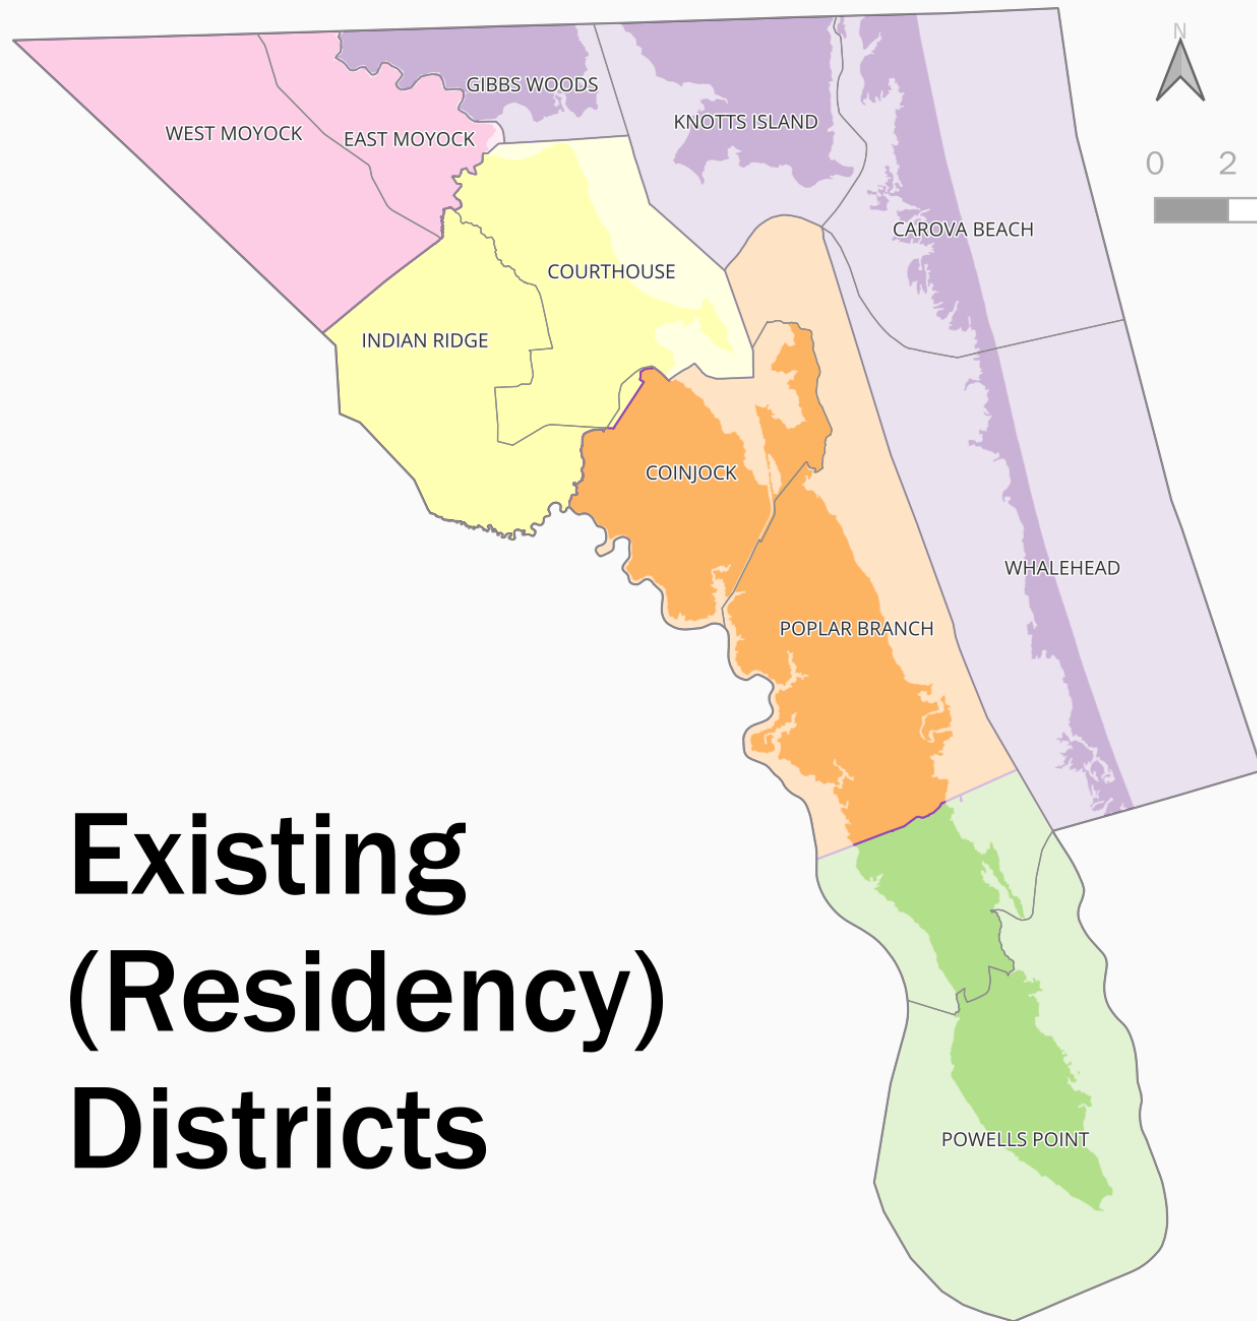 N
0 2
GIBBS WOODS
KNOTTS ISLAND
WEST MOYOCK
EAST MOYOCK
CAROVA BEACH
COURTHOUSE
INDIAN RIDGE
COINJOCK
WHALEHEAD
POPLAR BRANCH
Existing
(Residency)
Districts
POWELLS POINT